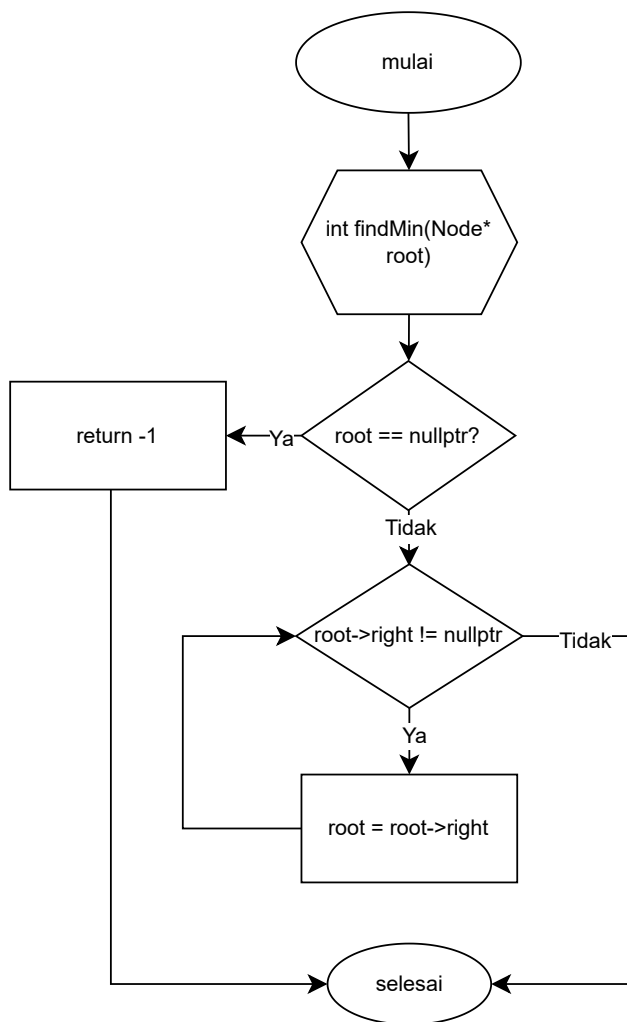 mulai
int findMin(Node*
root)
root == nullptr?
Ya
return -1
Tidak
root->right != nullptr
Tidak
Ya
root = root->right
selesai